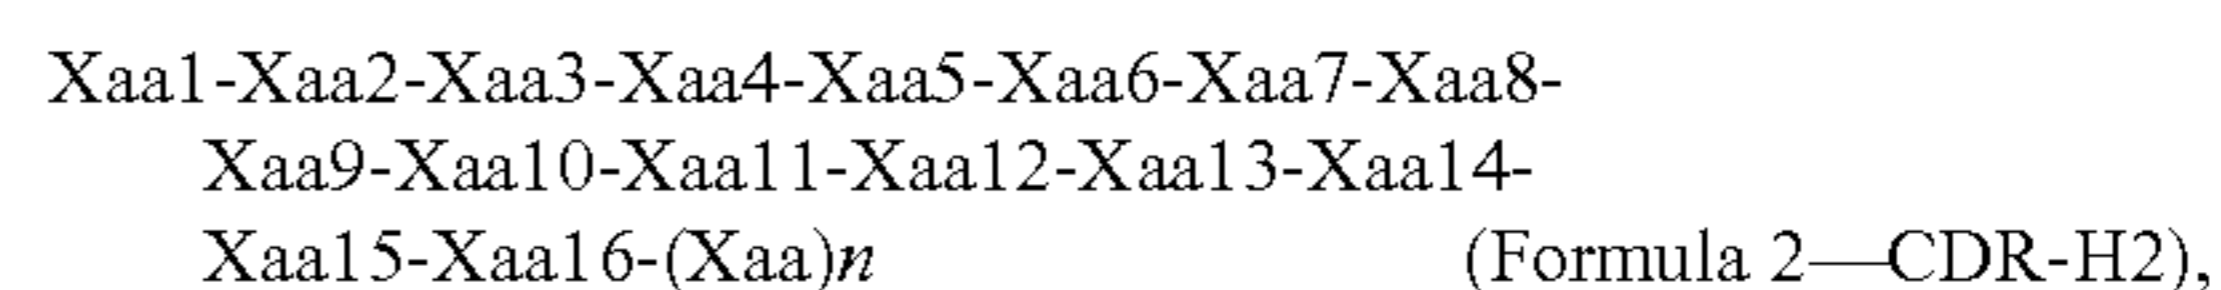 Xaa1-Xaa2-Xaa3-Xaa4-Xaa5-Xaa6-Xaa7-Xaa8-
Xaa9-Xaa10-Xaa11-Xaa12-Xaa13-Xaa14-
Xaa15-Xaa16-(Xaa)n (Formula 2—CDR-H2),